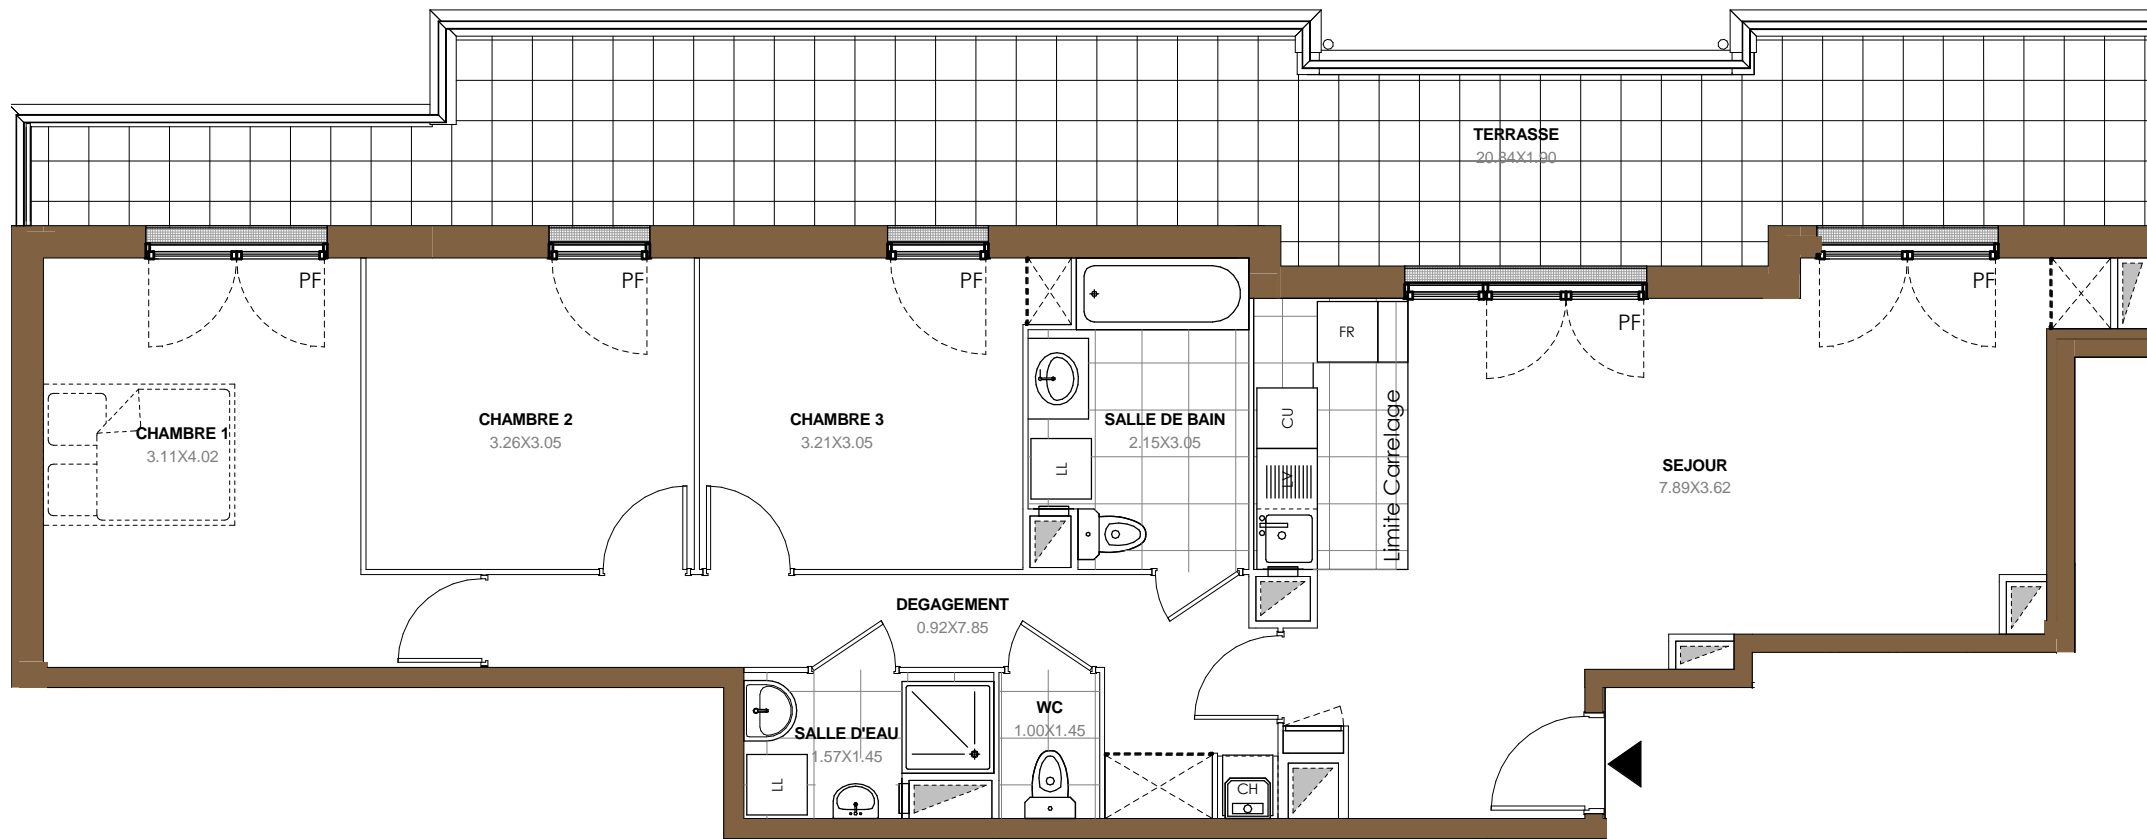 TERRASSE
20.84X1.90
PF
PF
PF
PF
PF
FR
CU
LV
Limite Carrelage
CHAMBRE 1
3.11X4.02
CHAMBRE 2
3.26X3.05
CHAMBRE 3
3.21X3.05
SALLE DE BAIN
2.15X3.05
LL
SEJOUR
7.89X3.62
DEGAGEMENT
0.92X7.85
SALLE D'EAU
1.57X1.45
LL
WC
1.00X1.45
CH